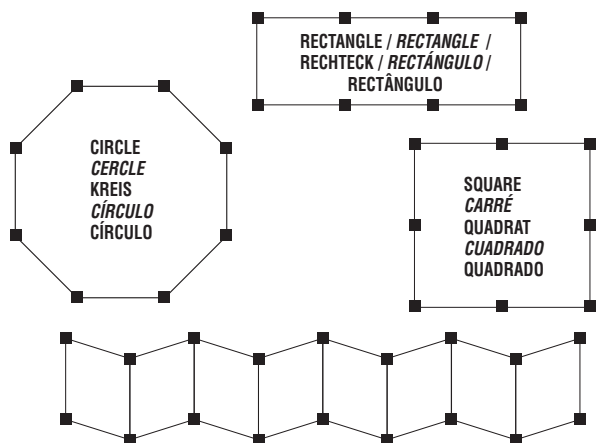 RECTANGLE / RECTANGLE /
RECHTECK / RECTÁNGULO /
RECTÂNGULO
CIRCLE
CERCLE
KREIS
CÍRCULO
CÍRCULO
SQUARE
CARRÉ
QUADRAT
CUADRADO
QUADRADO